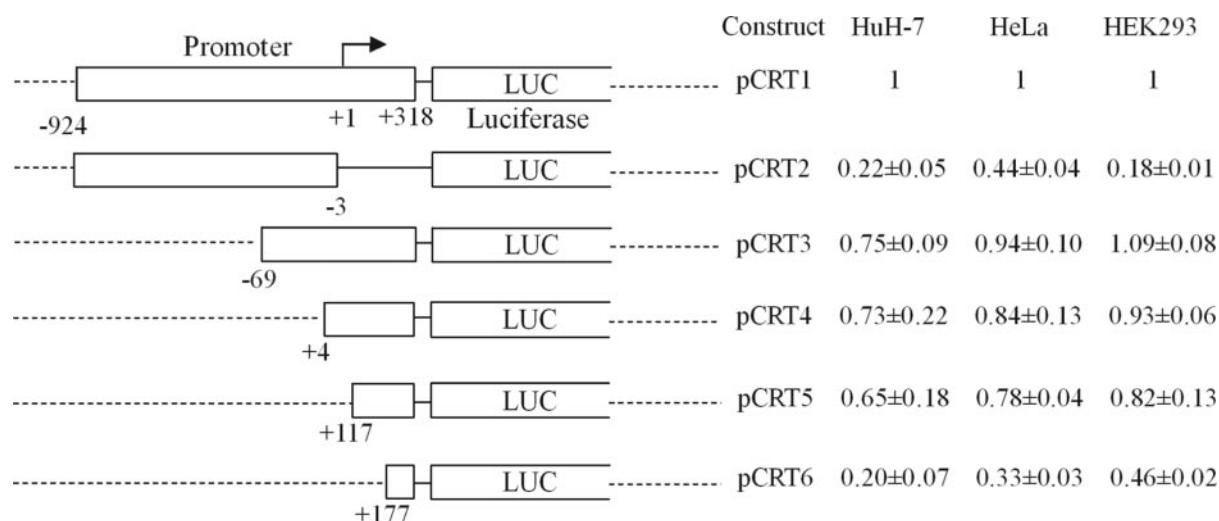 Construct HuH-7 HeLa HEK293
Promoter
LUC pCRT1 1 1 1
-924 +1 +318 Luciferase
LUC pCRT2 0.22±0.05 0.44±0.04 0.18±0.01
-3
LUC pCRT3 0.75±0.09 0.94±0.10 1.09±0.08
-69
LUC pCRT4 0.73±0.22 0.84±0.13 0.93±0.06
+4
LUC pCRT5 0.65±0.18 0.78±0.04 0.82±0.13
+117
LUC pCRT6 0.20±0.07 0.33±0.03 0.46±0.02
+177